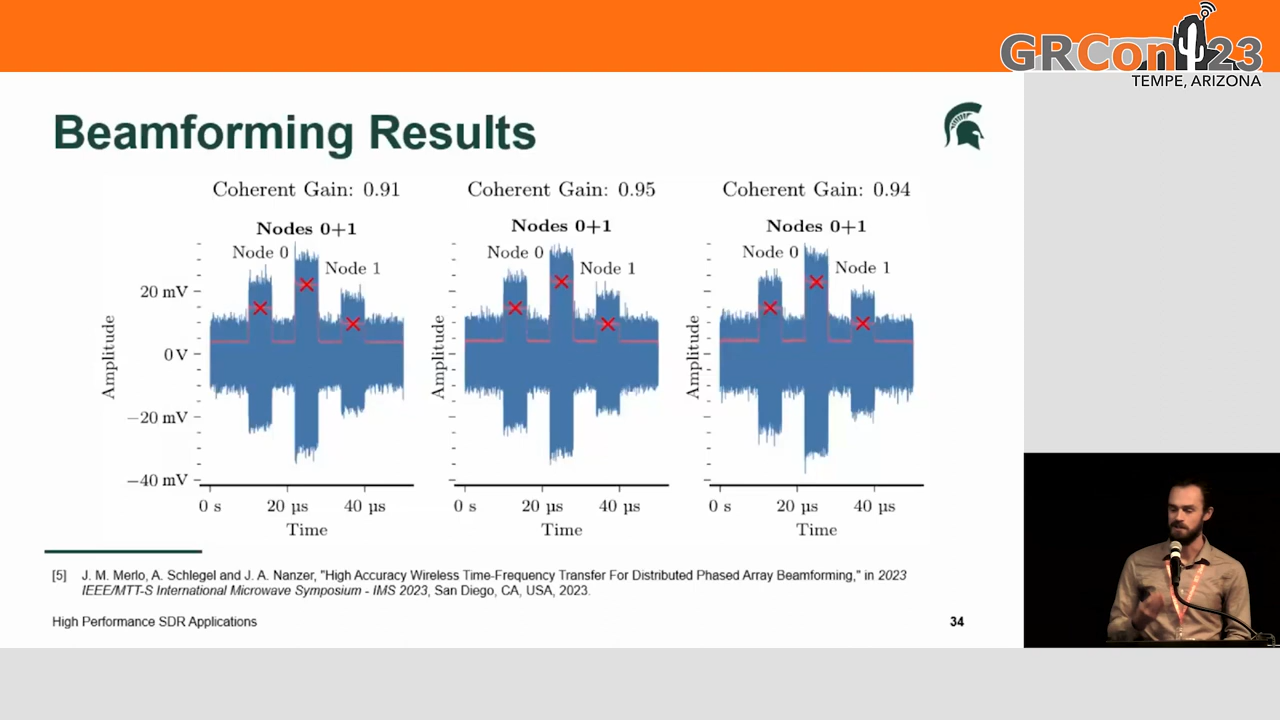 GRCon 23
TEMPE, ARIZONA
Beamforming Results
Coherent Gain: 0.91
Nodes 0+1
Node 0
Node 1
20 mV
0 V
−20 mV
−40 mV
Amplitude
0 s
20 µs
40 µs
Time
Coherent Gain: 0.95
Nodes 0+1
Node 0
Node 1
Amplitude
0 s
20 µs
40 µs
Time
Coherent Gain: 0.94
Nodes 0+1
Node 0
Node 1
Amplitude
0 s
20 µs
40 µs
Time
[5] J. M. Merlo, A. Schlegel and J. A. Nanzer, "High Accuracy Wireless Time-Frequency Transfer For Distributed Phased Array Beamforming," in 2023
IEEE/MTT-S International Microwave Symposium - IMS 2023, San Diego, CA, USA, 2023.
High Performance SDR Applications
34